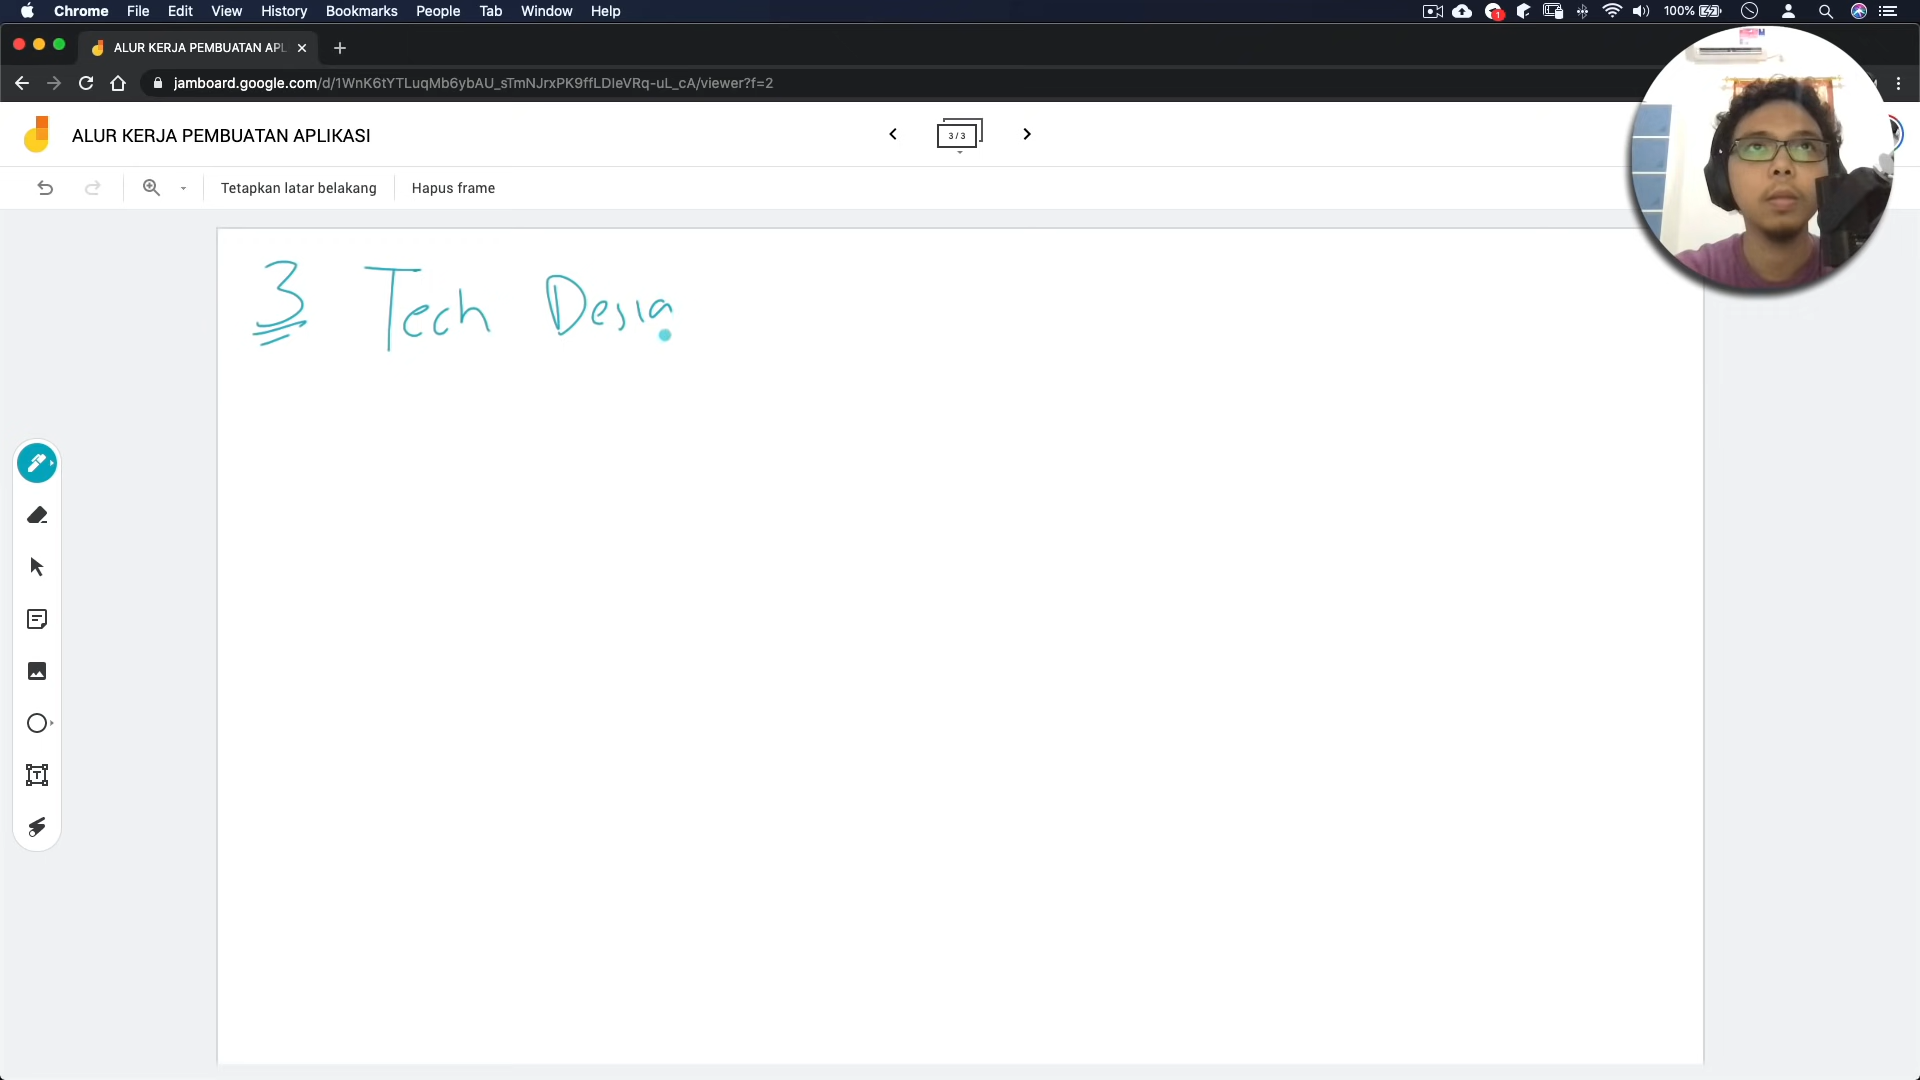 Chrome File Edit View History Bookmarks People Tab Window Help 100%
ALUR KERJA PEMBUATAN APL
jamboard.google.com/d/1WnK6tYTLuqMb6ybAU_sTmNJrxPK9ffLDleVRq-uL_cA/viewer?f=2
ALUR KERJA PEMBUATAN APLIKASI
3 / 3
Tetapkan latar belakang Hapus frame
3 Tech Desia